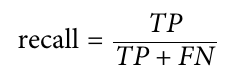 recall = TP / (TP + FN)